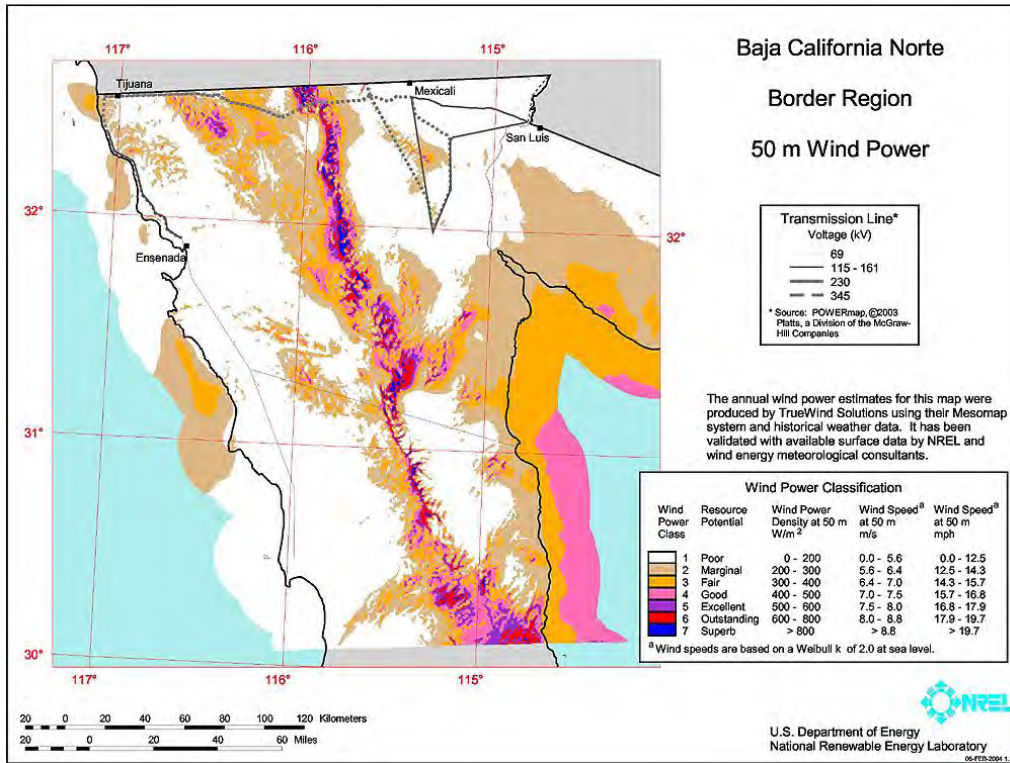 117°
116°
115°
Tijuana
Mexicali
San Luis
32°
32°
Ensenada
31°
31°
30°
30°
117°
116°
115°
20 0 20 40 60 80 100 120 Kilometers
20 0 20 40 60 Miles
Baja California Norte
Border Region
50 m Wind Power
Transmission Line*
Voltage (kV)
69
115 - 161
230
345
* Source: POWERmap, ©2003
Platts, a Division of the McGraw-
Hill Companies
The annual wind power estimates for this map were
produced by TrueWind Solutions using their Mesomap
system and historical weather data. It has been
validated with available surface data by NREL and
wind energy meteorological consultants.
Wind Power Classification
Wind Resource Wind Power Wind Speed a Wind Speed a
Power Potential Density at 50 m at 50 m at 50 m
Class W/m 2 m/s mph
1 Poor 0 - 200 0.0 - 5.6 0.0 - 12.5
2 Marginal 200 - 300 5.6 - 6.4 12.5 - 14.3
3 Fair 300 - 400 6.4 - 7.0 14.3 - 15.7
4 Good 400 - 500 7.0 - 7.5 15.7 - 16.8
5 Excellent 500 - 600 7.5 - 8.0 16.8 - 17.9
6 Outstanding 600 - 800 8.0 - 8.8 17.9 - 19.7
7 Superb > 800 > 8.8 > 19.7
a Wind speeds are based on a Weibull k of 2.0 at sea level.
NREL
U.S. Department of Energy
National Renewable Energy Laboratory